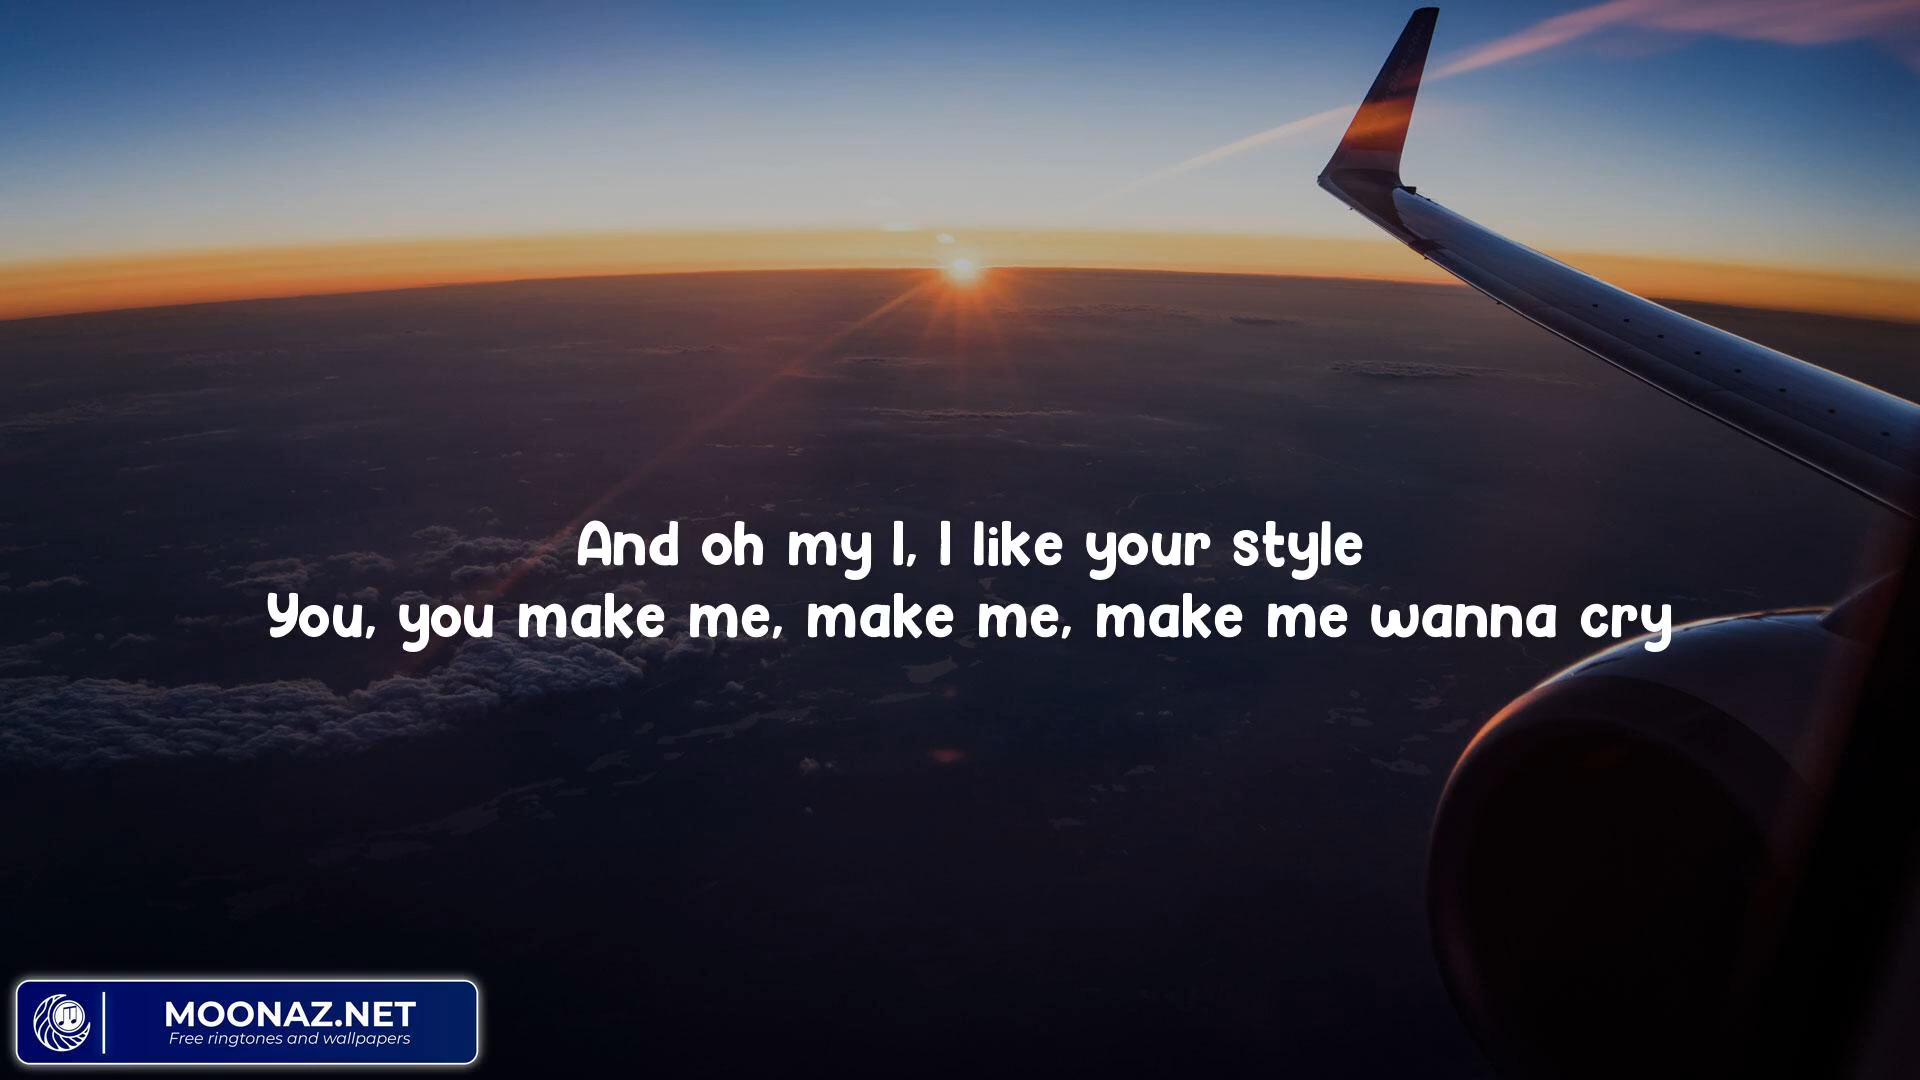 And oh my I, I like your style
You, you make me, make me, make me wanna cry
MOONAZ.NET
Free ringtones and wallpapers